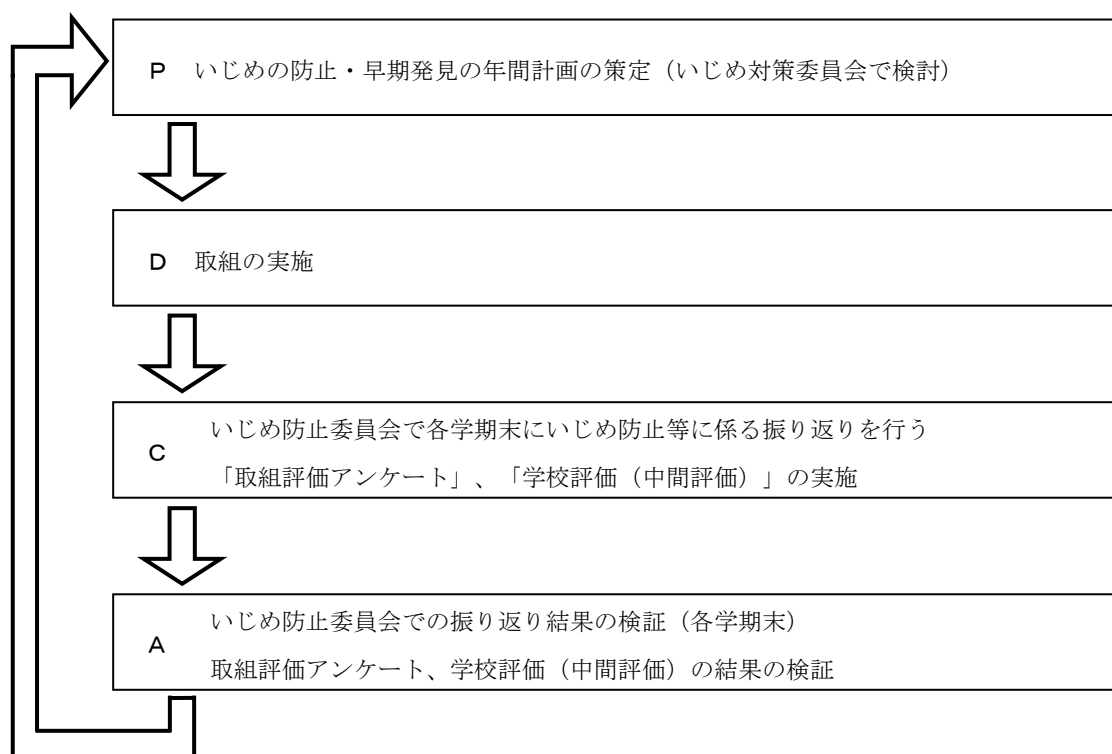 P いじめの防止・早期発見の年間計画の策定（いじめ対策委員会で検討）
D 取組の実施
C いじめ防止委員会で各学期末にいじめ防止等に係る振り返りを行う
「取組評価アンケート」、「学校評価（中間評価）」の実施
A いじめ防止委員会での振り返り結果の検証（各学期末）
取組評価アンケート、学校評価（中間評価）の結果の検証